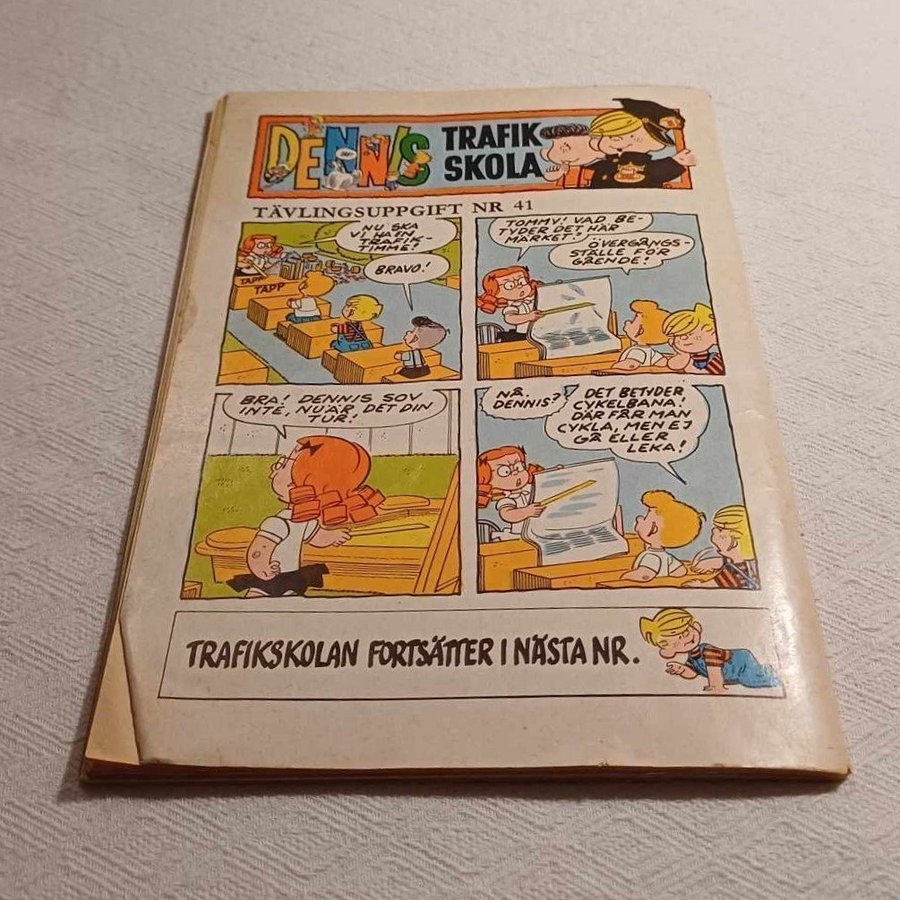 DENNIS
TRAFIK
SKOLA
TÄVLINGSUPPGIFT NR 41
NU SKA
VI HA EN
TRAFIK-
TIMME!
BRAVO!
TAPP
TAPP
TOMMY! VAD BE-
TYDER DET HÄR
MÄRKET?
ÖVERGÅNGS-
STÄLLE FÖR
GÅENDE!
BRA! DENNIS SOV
INTE, NU ÄR DET DIN
TUR!
NÅ,
DENNIS?
DET BETYDER
CYKELBANA!
DÄR FÅR MAN
CYKLA, MEN EJ
GÅ ELLER
LEKA!
TRAFIKSKOLAN FORTSÄTTER I NÄSTA NR.